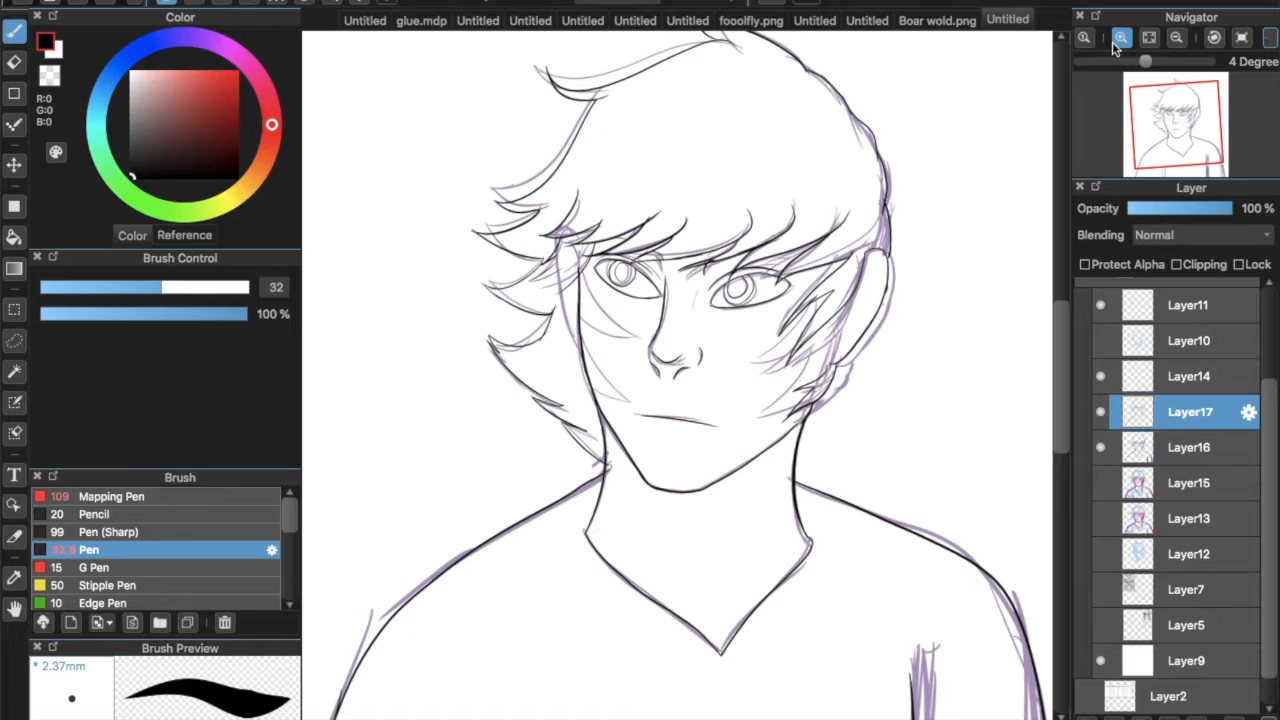 Color
Untitled glue.mdp Untitled Untitled Untitled Untitled Untitled fooolfly.png Untitled Untitled Boar wold.png Untitled
Navigator
4 Degree
R:0
G:0
B:0
Color Reference
Brush Control
32
100 %
Layer
Opacity 100 %
Blending Normal
Protect Alpha Clipping Lock
Layer11
Layer10
Layer14
Layer17
Layer16
Layer15
Layer13
Layer12
Layer7
Layer5
Layer9
Layer2
Brush
109 Mapping Pen
20 Pencil
99 Pen (Sharp)
Pen
15 G Pen
50 Stipple Pen
10 Edge Pen
Brush Preview
* 2.37mm